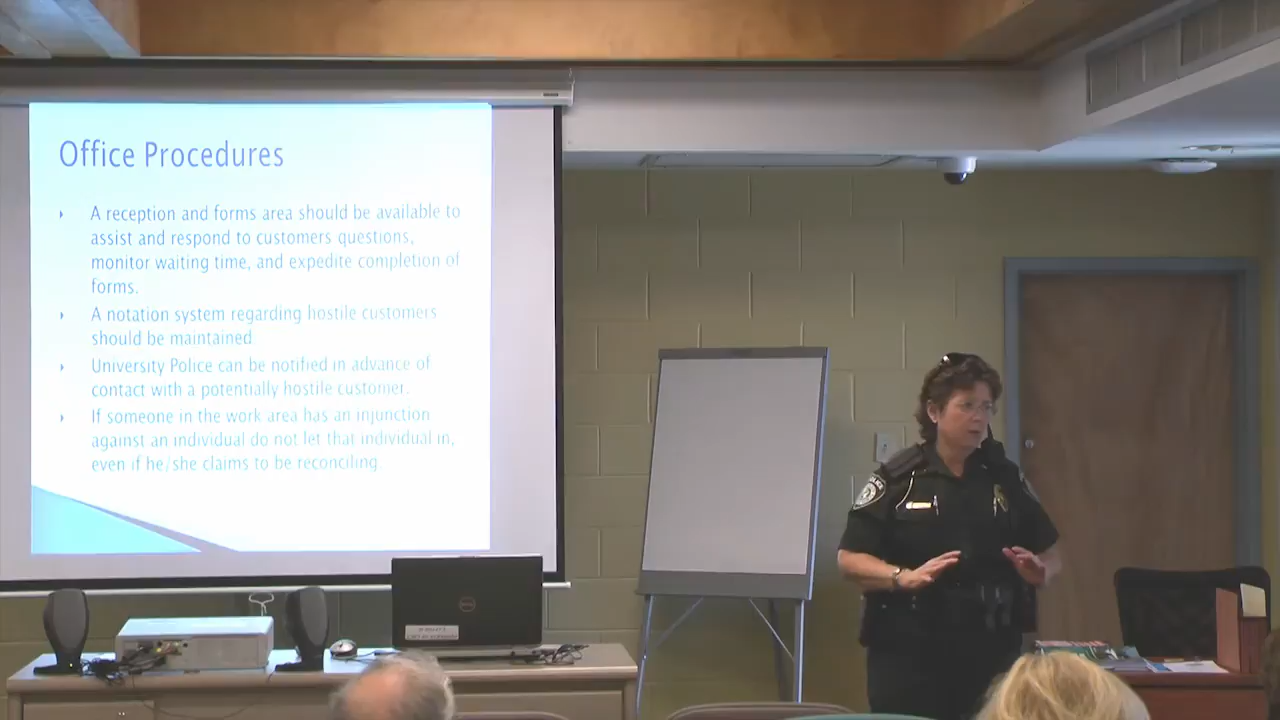 Office Procedures
A reception and forms area should be available to
assist and respond to customers questions,
monitor waiting time, and expedite completion of
forms.
A notation system regarding hostile customers
should be maintained
University Police can be notified in advance of
contact with a potentially hostile customer.
If someone in the work area has an injunction
against an individual do not let that individual in,
even if he/she claims to be reconciling
DELL
POLICE